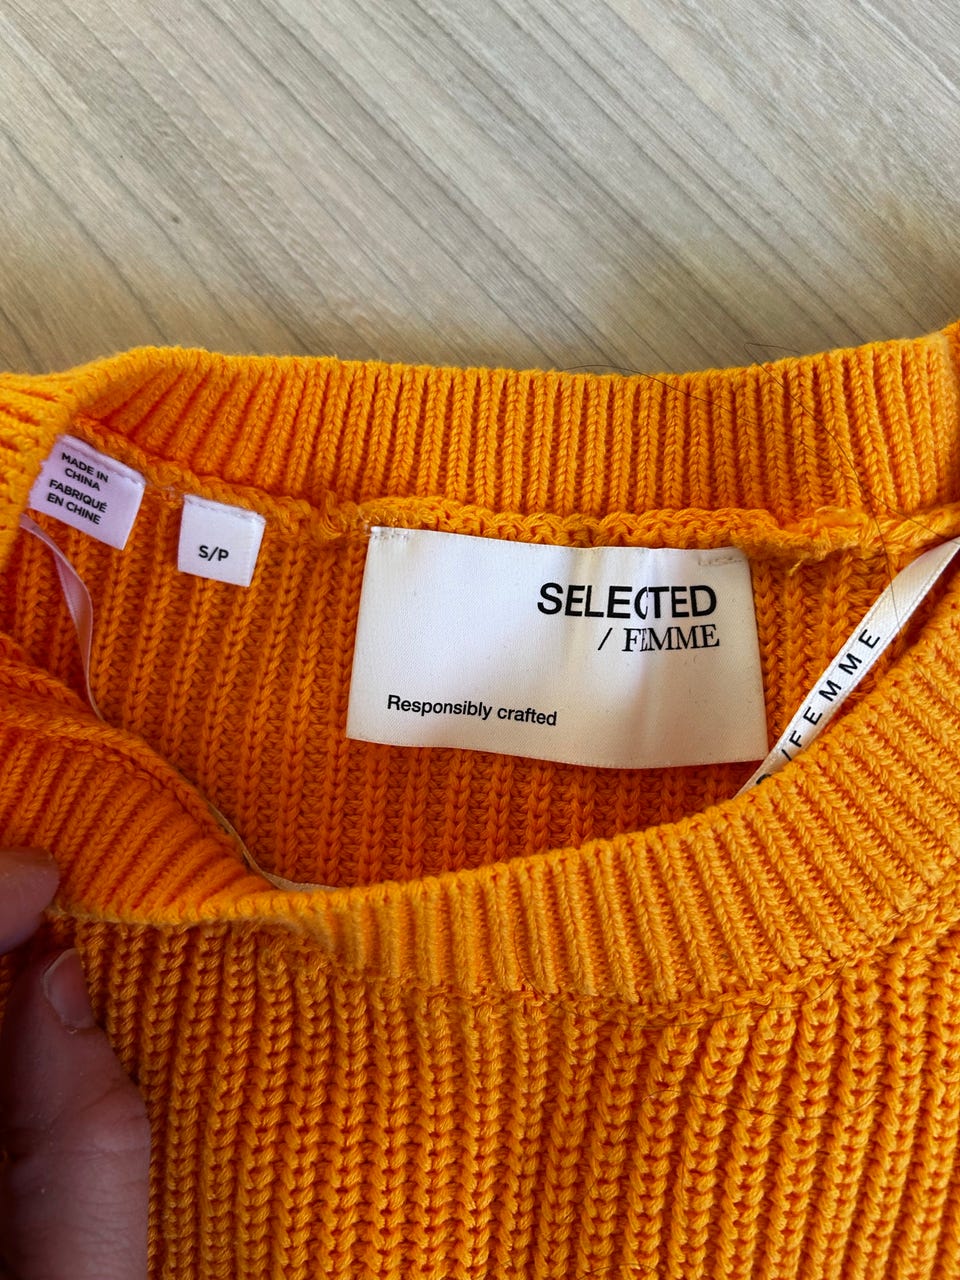 MADE IN
CHINA
FABRIQUÉ
EN CHINE
S/P
SELECTED
/ FEMME
Responsibly crafted
/FEMME